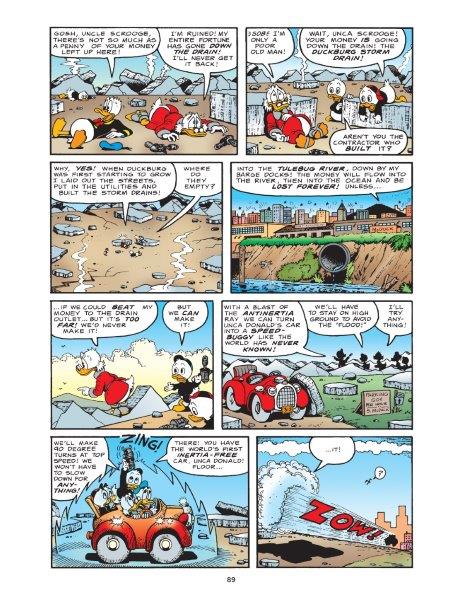 GOSH, UNCLE SCROOGE,
THERE'S NOT SO MUCH AS
A PENNY OF YOUR MONEY
LEFT UP HERE!
I'M RUINED! MY
ENTIRE FORTUNE
HAS GONE DOWN
THE DRAIN!
I'LL NEVER GET
IT BACK!
SOB! I'M
ONLY A
POOR
OLD MAN!
WAIT, UNCA SCROOGE!
YOUR MONEY IS GOING
DOWN THE DRAIN! THE
DUCKBURG STORM
DRAIN!
AREN'T YOU THE
CONTRACTOR WHO
BUILT IT?
WHY, YES! WHEN DUCKBURG
WAS FIRST STARTING TO GROW
I LAID OUT THE STREETS,
PUT IN THE UTILITIES AND
BUILT THE STORM DRAINS!
WHERE
DO
THEY
EMPTY?
INTO THE TULEBUG RIVER, DOWN BY MY
BARGE DOCKS! THE MONEY WILL FLOW INTO
THE RIVER, THEN INTO THE OCEAN AND BE
LOST FOREVER! UNLESS...
...IF WE COULD BEAT MY
MONEY TO THE DRAIN
OUTLET... BUT IT'S TOO
FAR! WE'D NEVER
MAKE IT!
BUT
WE CAN
MAKE
IT!
WITH A BLAST OF
THE ANTINERTIA
RAY WE CAN TURN
UNCA DONALD'S CAR
INTO A SPEED-
BUGGY LIKE THE
WORLD HAS NEVER
KNOWN!
WE'LL HAVE
TO STAY ON HIGH
GROUND TO AVOID
THE "FLOOD!"
I'LL
TRY
ANY-
THING!
PARKING
50¢
PER HOUR
S. McDUCK
WE'LL MAKE
90 DEGREE
TURNS AT TOP
SPEED! WE
WON'T HAVE
TO SLOW
DOWN FOR
ANY-
THING!
ZING!
THERE! YOU HAVE
THE WORLD'S FIRST
INERTIA-FREE
CAR, UNCA DONALD!
FLOOR...
...IT!
?
ZOW!
89